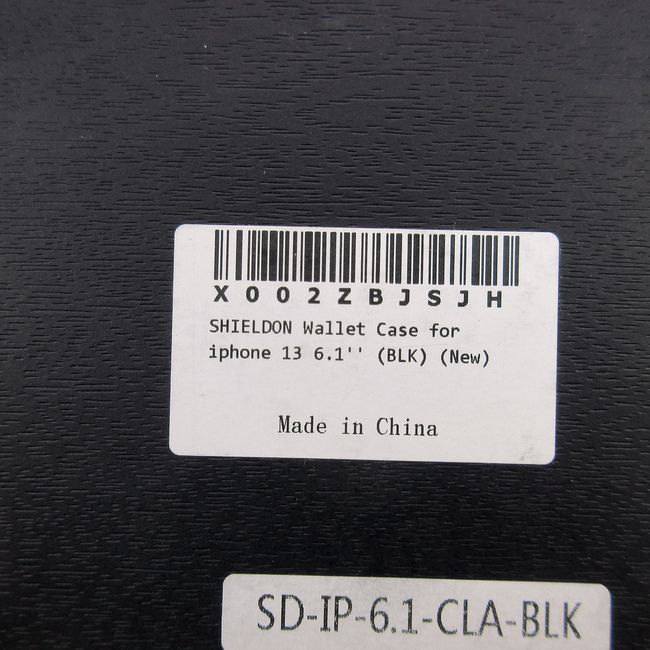 X002ZBJSJH
SHIELDON Wallet Case for
iphone 13 6.1'' (BLK) (New)
Made in China
SD-IP-6.1-CLA-BLK